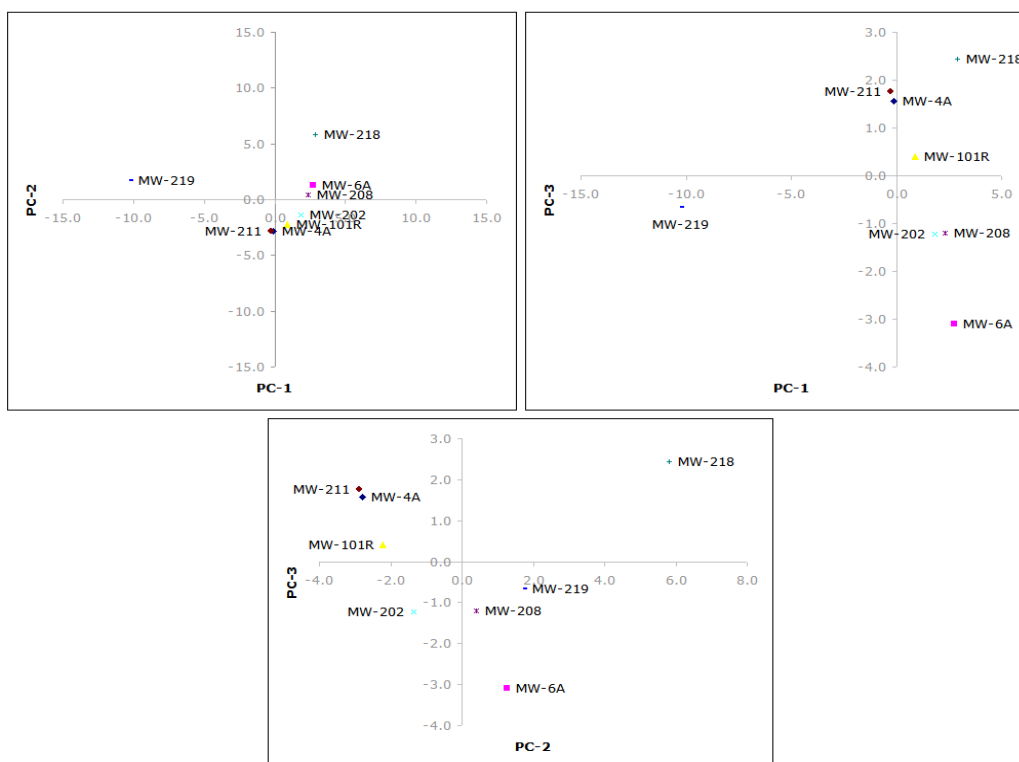 15.0
10.0
5.0
0.0
-5.0
-10.0
-15.0
-15.0 -10.0 -5.0 0.0 5.0 10.0 15.0
MW-218
MW-219
MW-6A
MW-208
MW-202
MW-101R
MW-211
MW-4A
PC-2
PC-1
3.0
2.0
1.0
0.0
-1.0
-2.0
-3.0
-4.0
-15.0 -10.0 -5.0 0.0 5.0
MW-218
MW-211
MW-4A
MW-101R
MW-219
MW-202
MW-208
MW-6A
PC-3
PC-1
3.0
2.0
1.0
0.0
-1.0
-2.0
-3.0
-4.0
-4.0 -2.0 0.0 2.0 4.0 6.0 8.0
MW-218
MW-211
MW-4A
MW-101R
MW-219
MW-202
MW-208
MW-6A
PC-3
PC-2